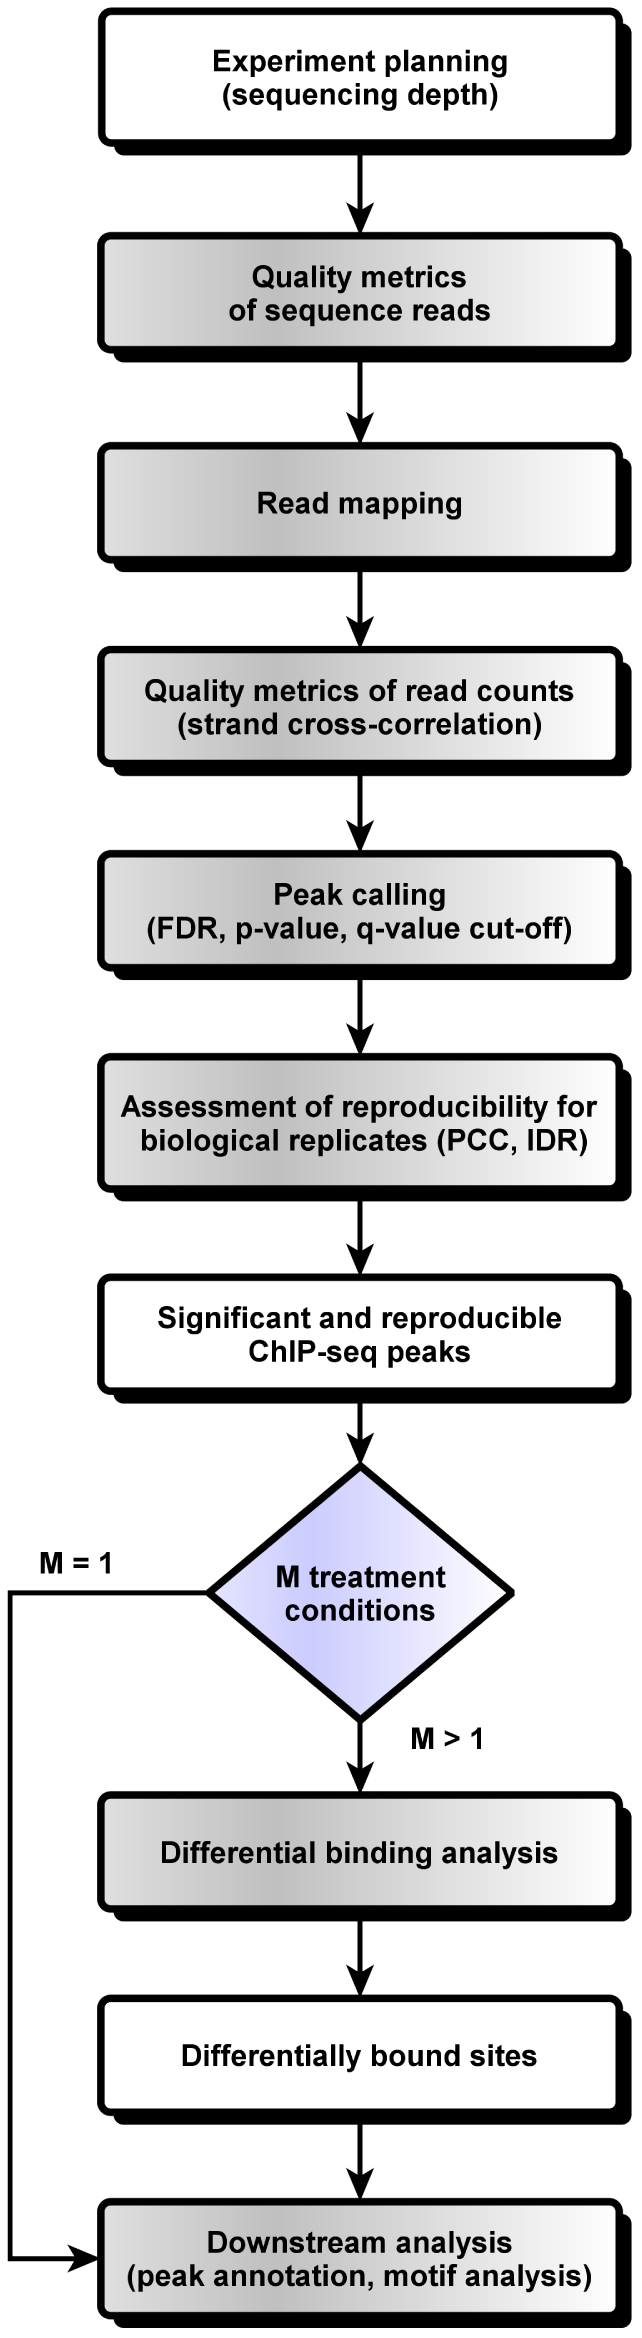 Experiment planning
(sequencing depth)
Quality metrics
of sequence reads
Read mapping
Quality metrics of read counts
(strand cross-correlation)
Peak calling
(FDR, p-value, q-value cut-off)
Assessment of reproducibility for
biological replicates (PCC, IDR)
Significant and reproducible
ChIP-seq peaks
M = 1
M treatment
conditions
M > 1
Differential binding analysis
Differentially bound sites
Downstream analysis
(peak annotation, motif analysis)